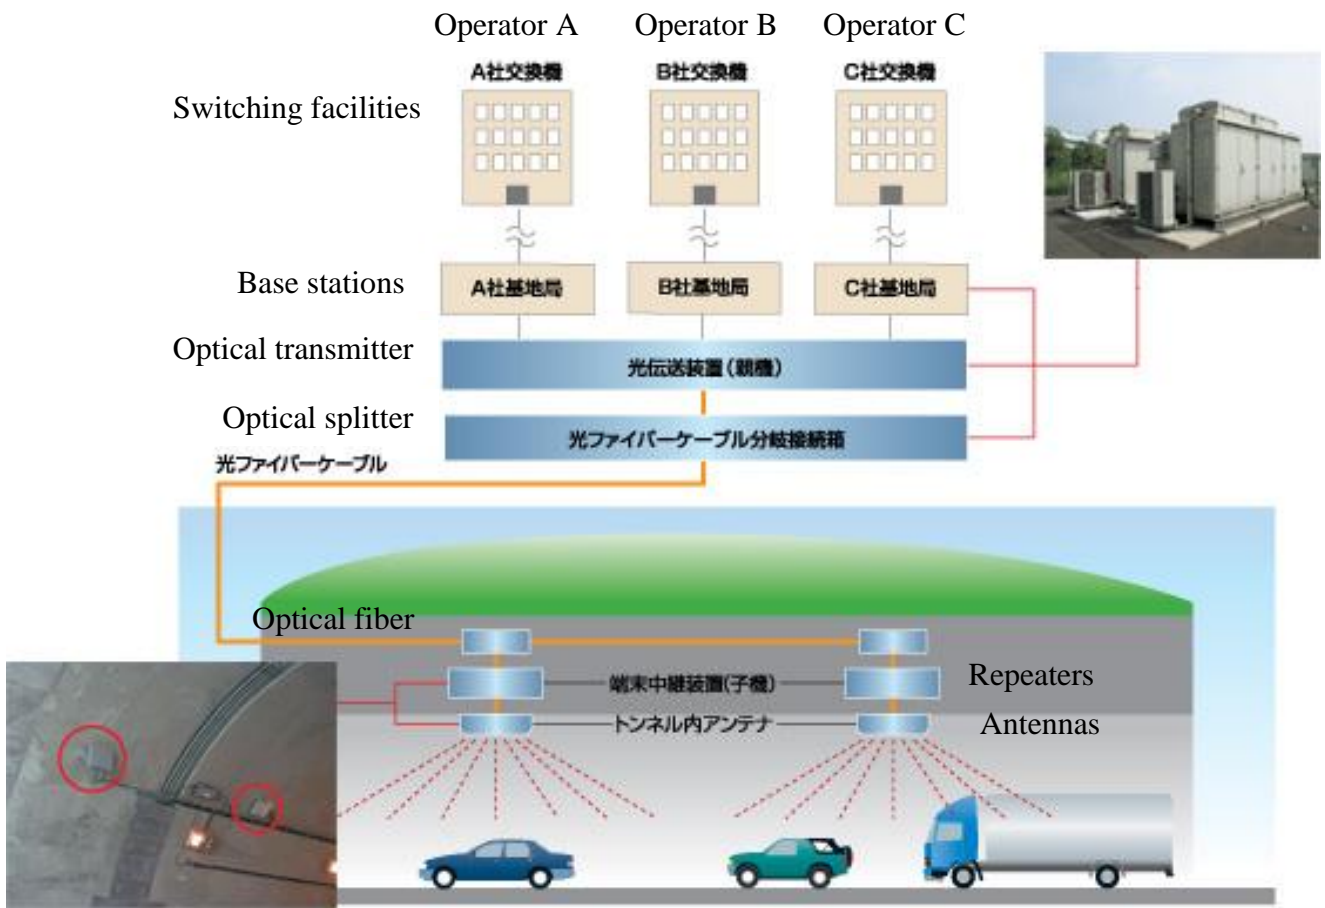 Operator A
Operator B
Operator C
A社交換機
B社交換機
C社交換機
Switching facilities
Base stations
A社基地局
B社基地局
C社基地局
Optical transmitter
光伝送装置(親機)
Optical splitter
光ファイバーケーブル分岐接続箱
光ファイバーケーブル
Optical fiber
端末中継装置(子機)
Repeaters
トンネル内アンテナ
Antennas